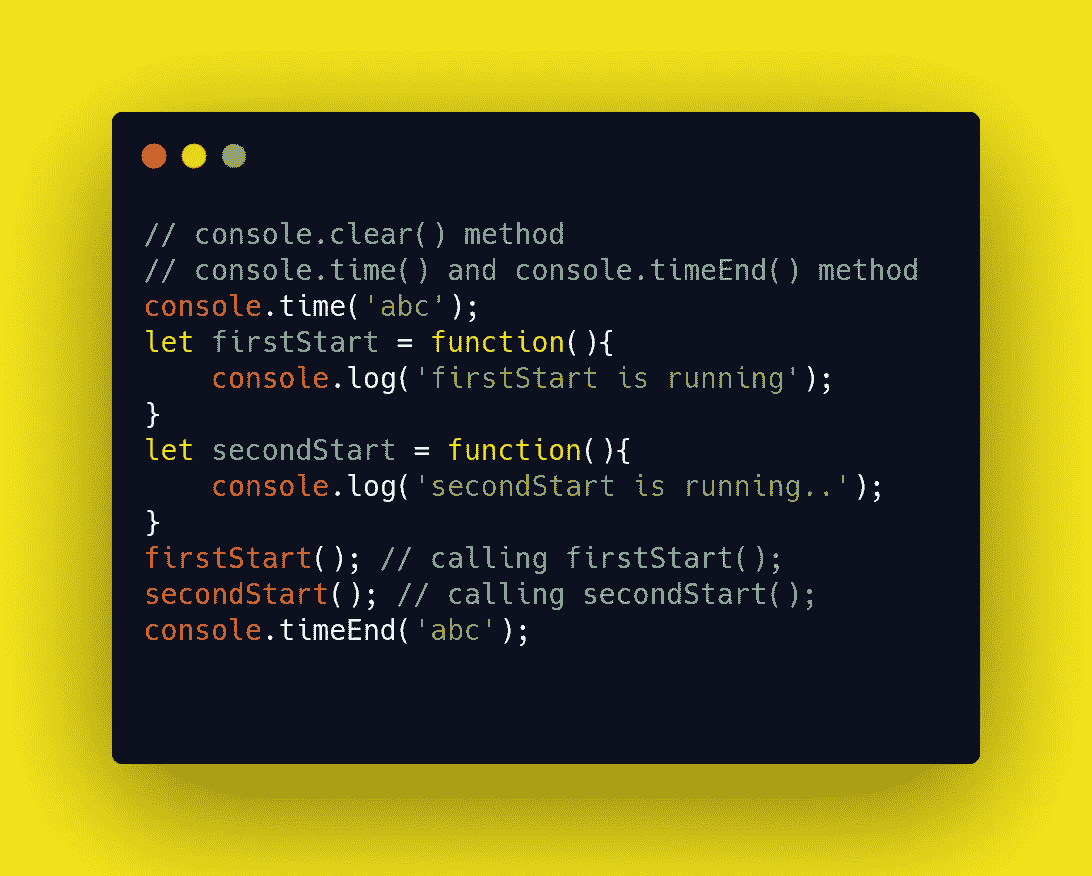 // console.clear() method
// console.time() and console.timeEnd() method
console.time('abc');
let firstStart = function(){
    console.log('firstStart is running');
}
let secondStart = function(){
    console.log('secondStart is running..');
}
firstStart(); // calling firstStart();
secondStart(); // calling secondStart();
console.timeEnd('abc');